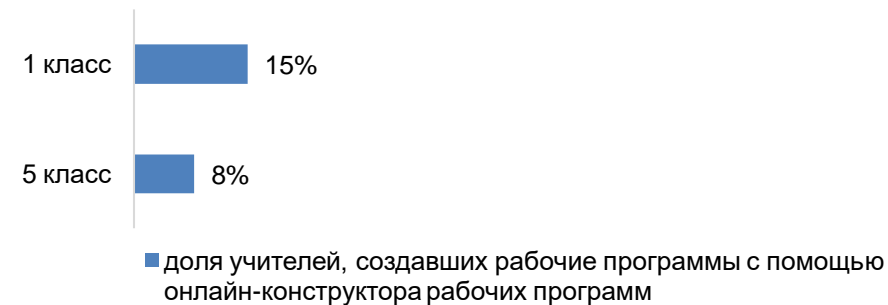 1 класс 15%
5 класс 8%
доля учителей, создавших рабочие программы с помощью
онлайн-конструктора рабочих программ